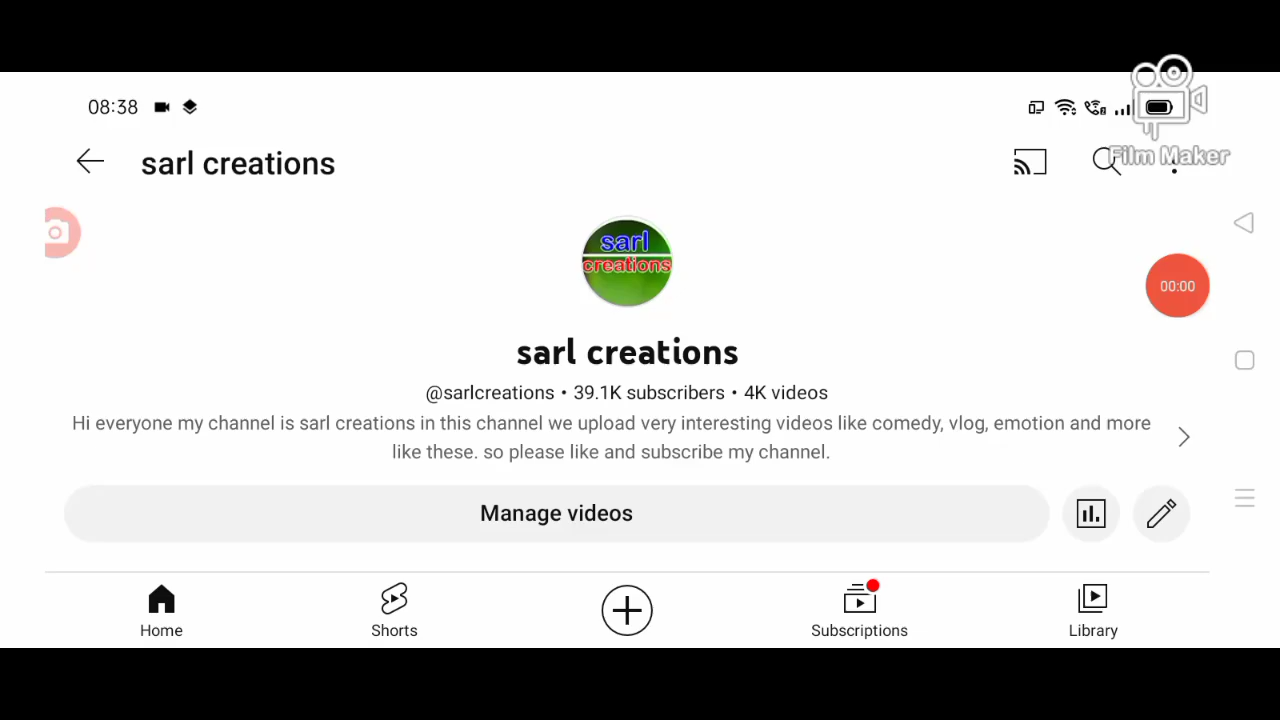 08:38
Film Maker
sarl creations
sarl
creations
00:00
sarl creations
@sarlcreations • 39.1K subscribers • 4K videos
Hi everyone my channel is sarl creations in this channel we upload very interesting videos like comedy, vlog, emotion and more
like these. so please like and subscribe my channel.
Manage videos
Home
Shorts
Subscriptions
Library